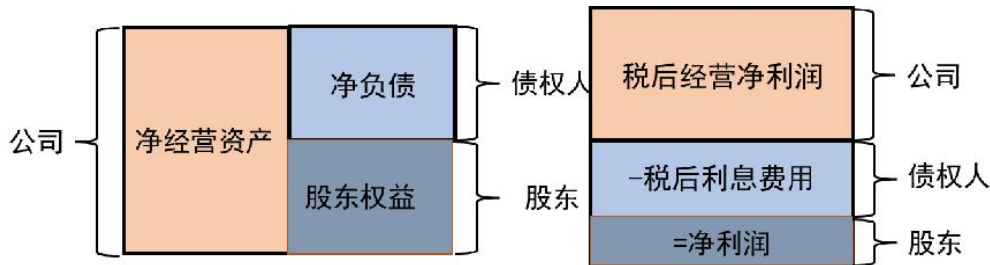 公司
净经营资产
净负债
股东权益
债权人
股东
税后经营净利润
-税后利息费用
=净利润
公司
债权人
股东